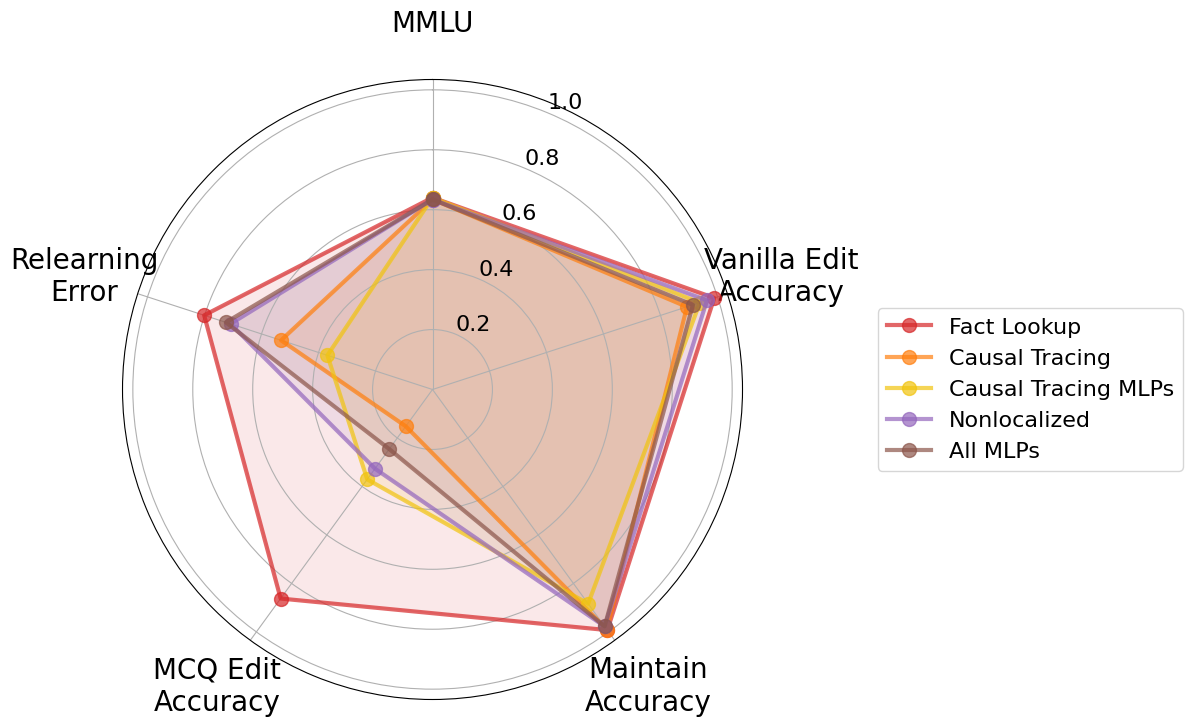 MMLU
1.0
0.8
0.6
0.4
0.2
Relearning
Error
Vanilla Edit
Accuracy
MCQ Edit
Accuracy
Maintain
Accuracy
Fact Lookup
Causal Tracing
Causal Tracing MLPs
Nonlocalized
All MLPs